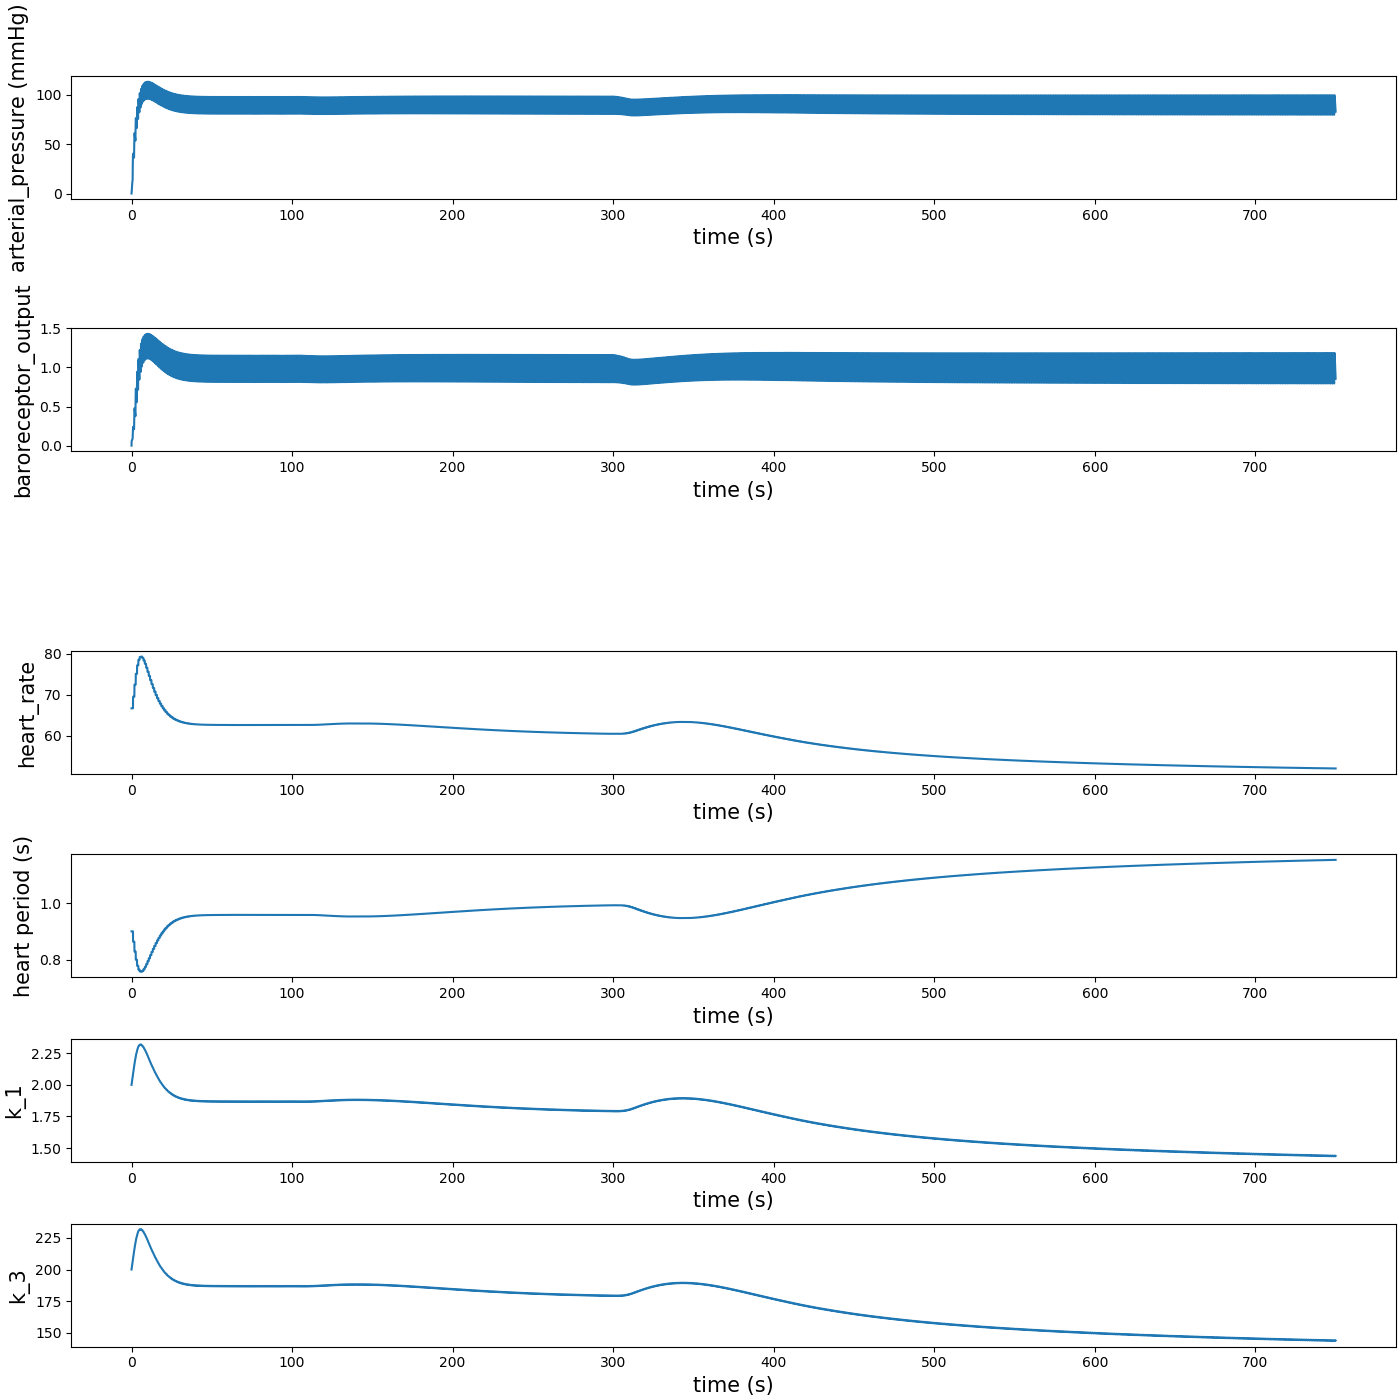 arterial_pressure (mmHg)
100
50
0
0 100 200 300 400 500 600 700
time (s)
baroreceptor_output
1.5
1.0
0.5
0.0
0 100 200 300 400 500 600 700
time (s)
heart_rate
80
70
60
0 100 200 300 400 500 600 700
time (s)
heart period (s)
1.0
0.8
0 100 200 300 400 500 600 700
time (s)
k_1
2.25
2.00
1.75
1.50
0 100 200 300 400 500 600 700
time (s)
k_3
225
200
175
150
0 100 200 300 400 500 600 700
time (s)